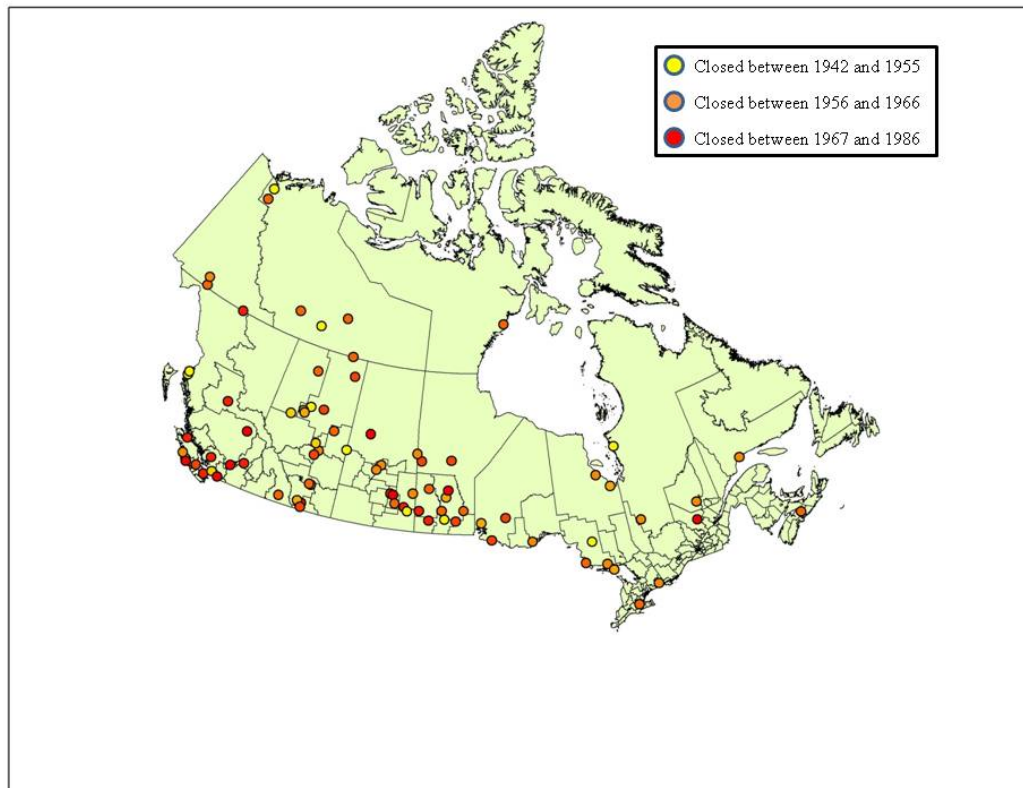 Closed between 1942 and 1955
Closed between 1956 and 1966
Closed between 1967 and 1986